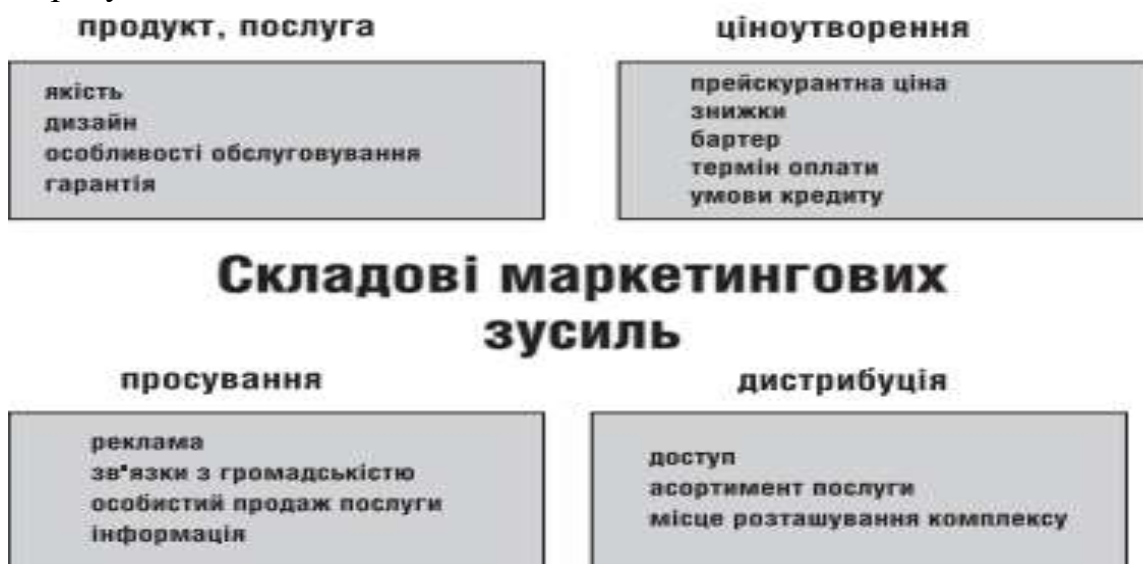 продукт, послуга
якість
дизайн
особливості обслуговування
гарантія
ціноутворення
прейскурантна ціна
знижки
бартер
термін оплати
умови кредиту
Складові маркетингових
зусиль
просування
реклама
зв'язки з громадськістю
особистий продаж послуги
інформація
дистрибуція
доступ
асортимент послуги
місце розташування комплексу